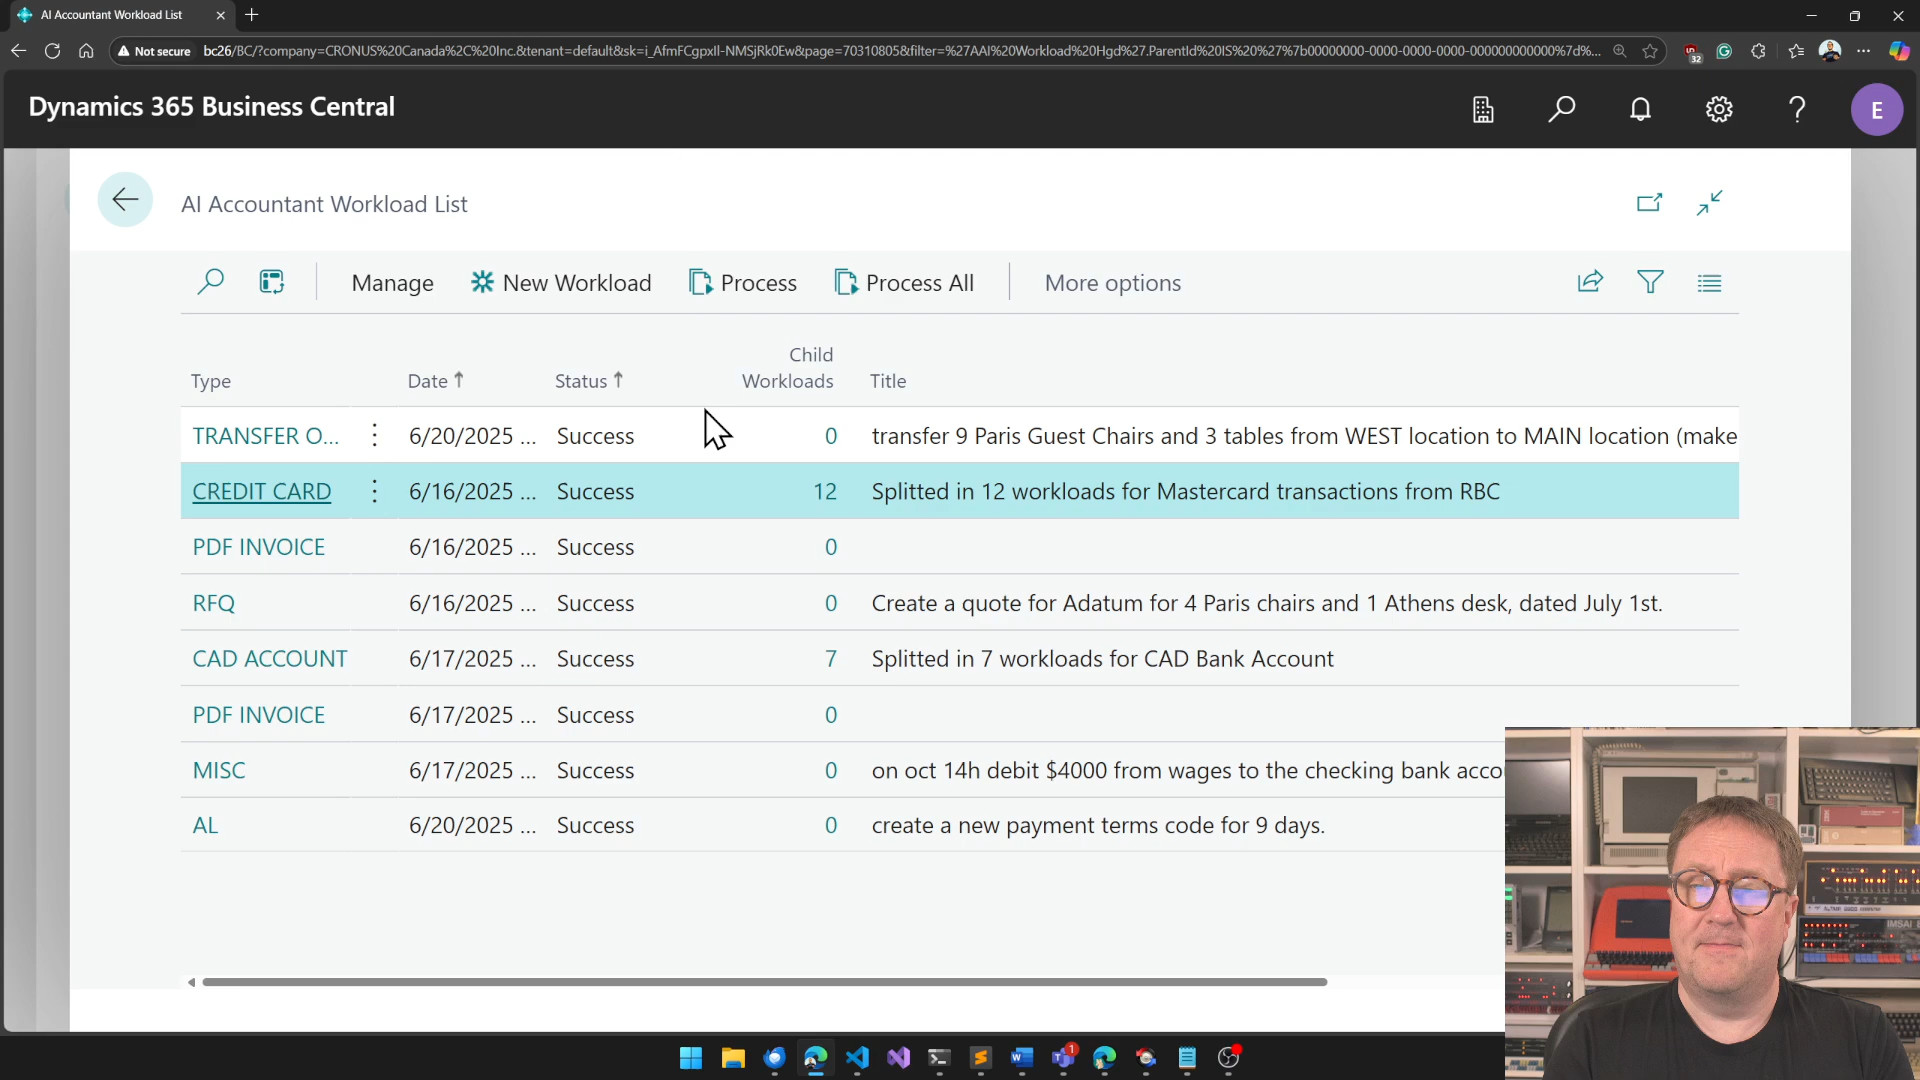 AI Accountant Workload List
Not secure
bc26/BC/?company=CRONUS%20Canada%2C%20Inc.&tenant=default&sk=i_AfmFCgpxIl-NMSjRk0Ew&page=70310805&filter=%27AAI%20Workload%20Hgd%27.ParentId%20IS%20%27%7b00000000-0000-0000-0000-000000000000%7d%...
32
Dynamics 365 Business Central
E
AI Accountant Workload List
Manage
New Workload
Process
Process All
More options
Type
Date
Status
Child Workloads
Title
TRANSFER O... 6/20/2025 ... Success 0 transfer 9 Paris Guest Chairs and 3 tables from WEST location to MAIN location (make
CREDIT CARD 6/16/2025 ... Success 12 Splitted in 12 workloads for Mastercard transactions from RBC
PDF INVOICE 6/16/2025 ... Success 0
RFQ 6/16/2025 ... Success 0 Create a quote for Adatum for 4 Paris chairs and 1 Athens desk, dated July 1st.
CAD ACCOUNT 6/17/2025 ... Success 7 Splitted in 7 workloads for CAD Bank Account
PDF INVOICE 6/17/2025 ... Success 0
MISC 6/17/2025 ... Success 0 on oct 14h debit $4000 from wages to the checking bank acco
AL 6/20/2025 ... Success 0 create a new payment terms code for 9 days.
IMSAI 8
1